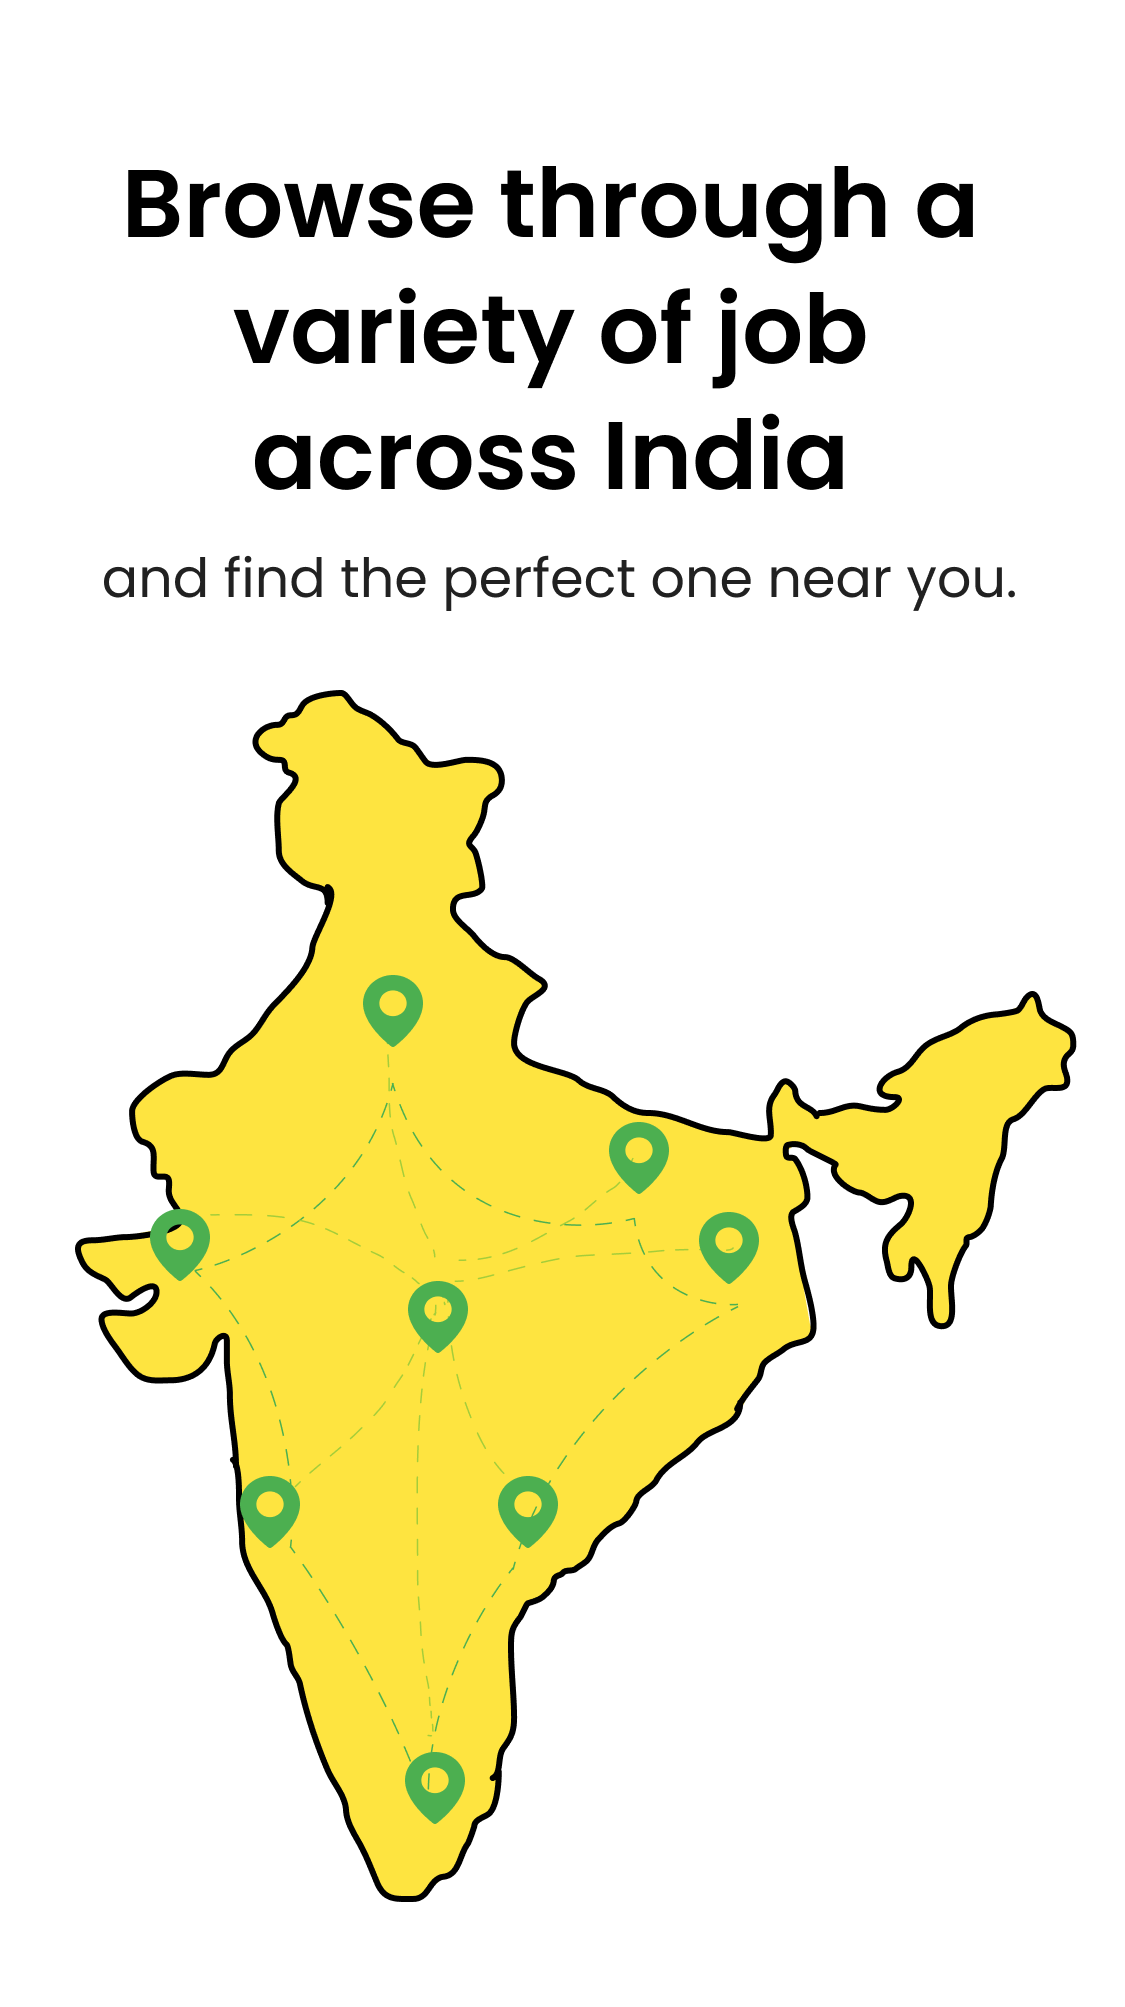 Browse through a
variety of job
across India
and find the perfect one near you.